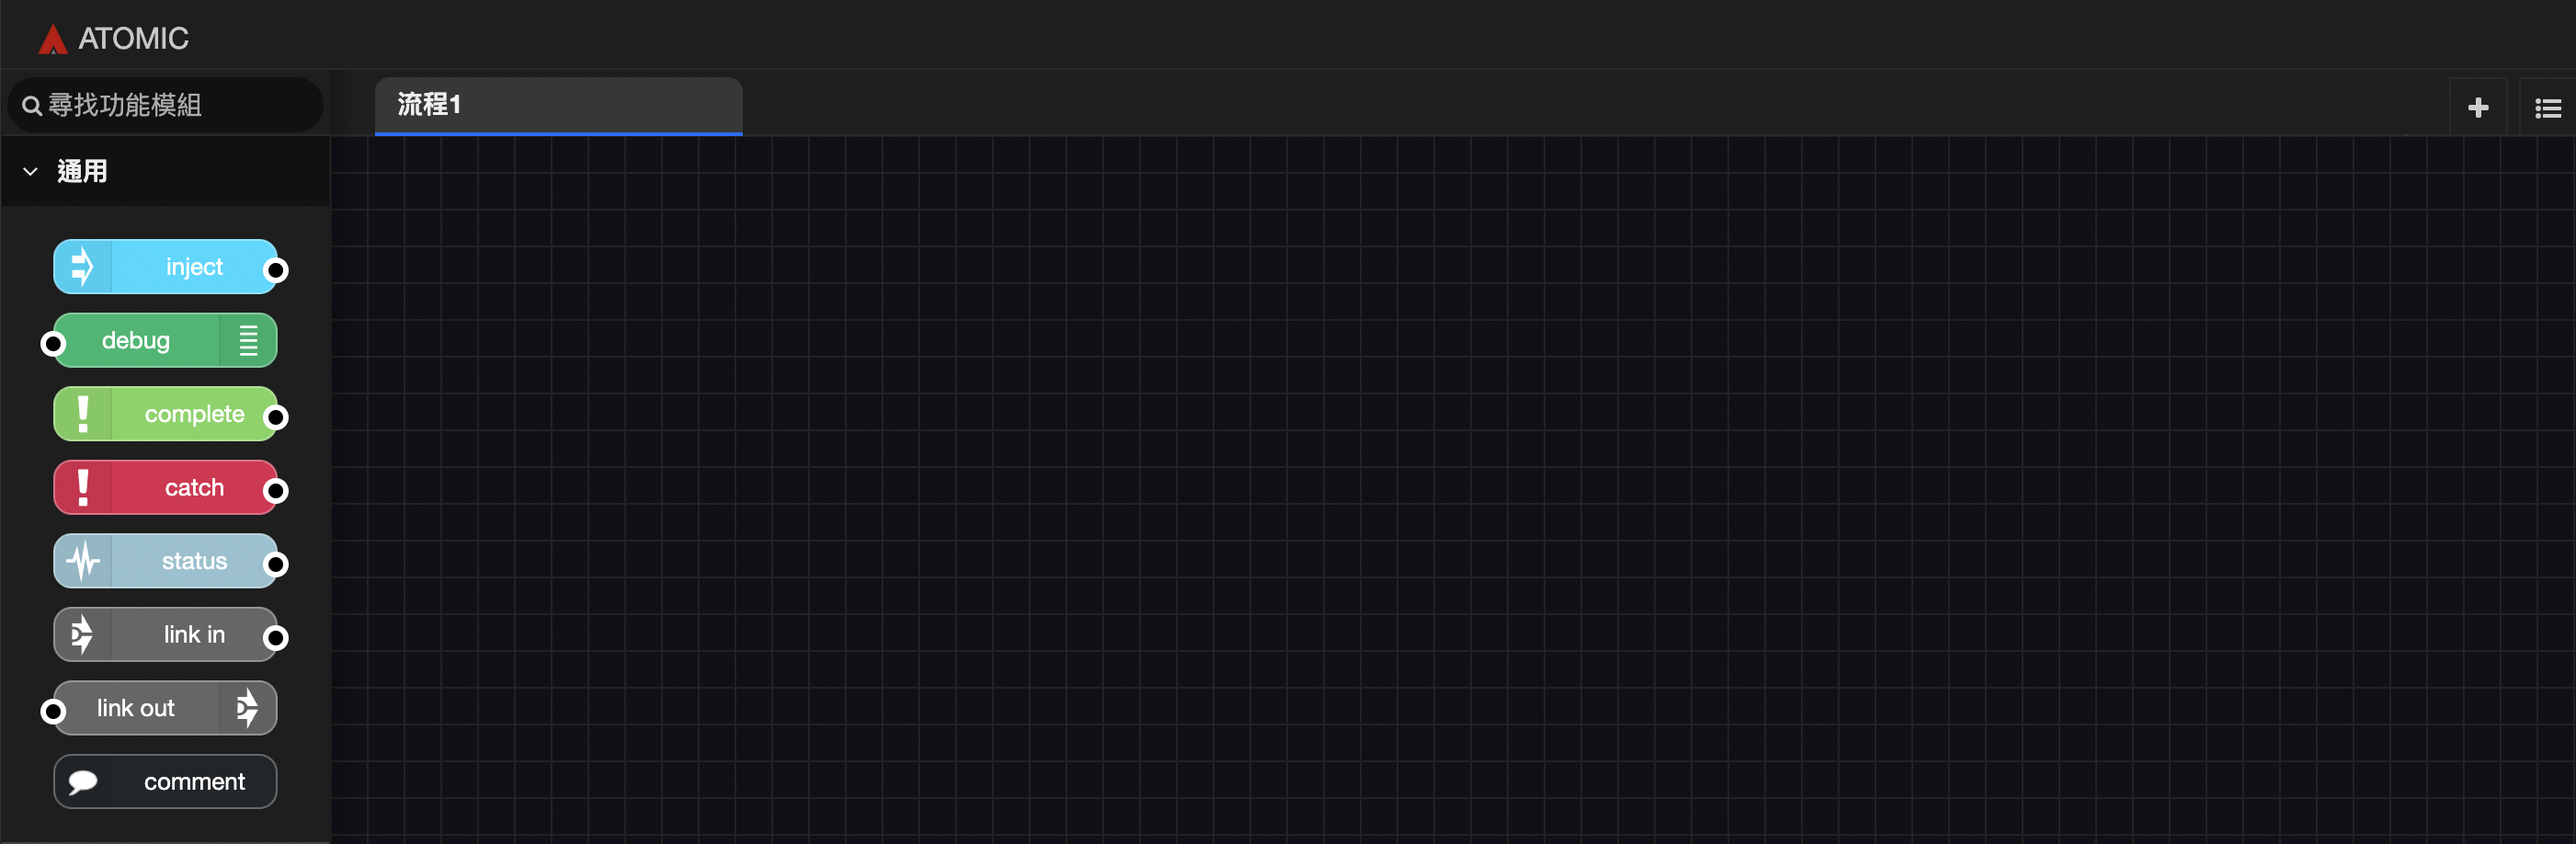 ATOMIC
尋找功能模組
流程1
通用
inject
debug
complete
catch
status
link in
link out
comment